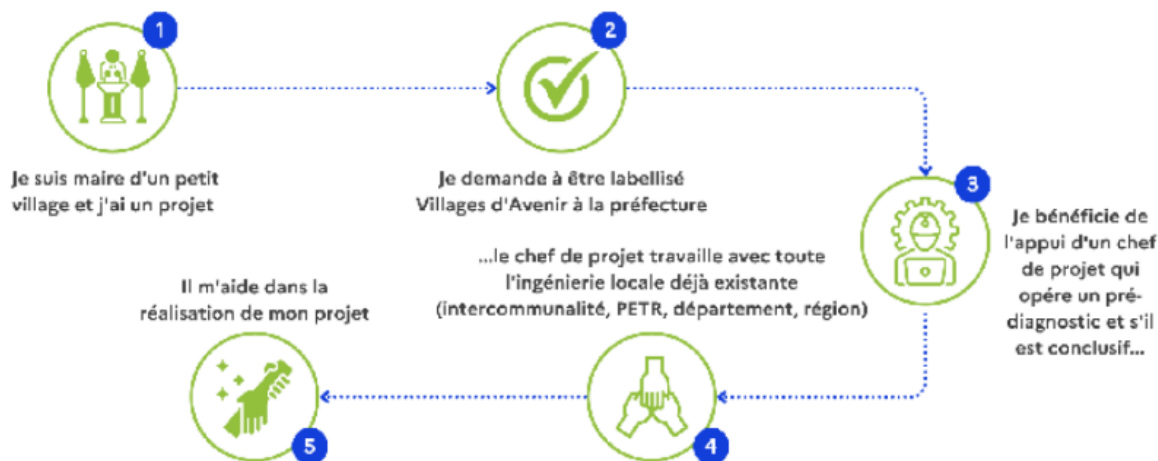 1
Je suis maire d'un petit
village et j'ai un projet
2
Je demande à être labellisé
Villages d'Avenir à la préfecture
3
Je bénéficie de
l'appui d'un chef
de projet qui
opére un pré-
diagnostic et s'il
est conclusif...
...le chef de projet travaille avec toute
l'ingénierie locale déjà existante
(intercommunalité, PETR, département, région)
4
Il m'aide dans la
réalisation de mon projet
5